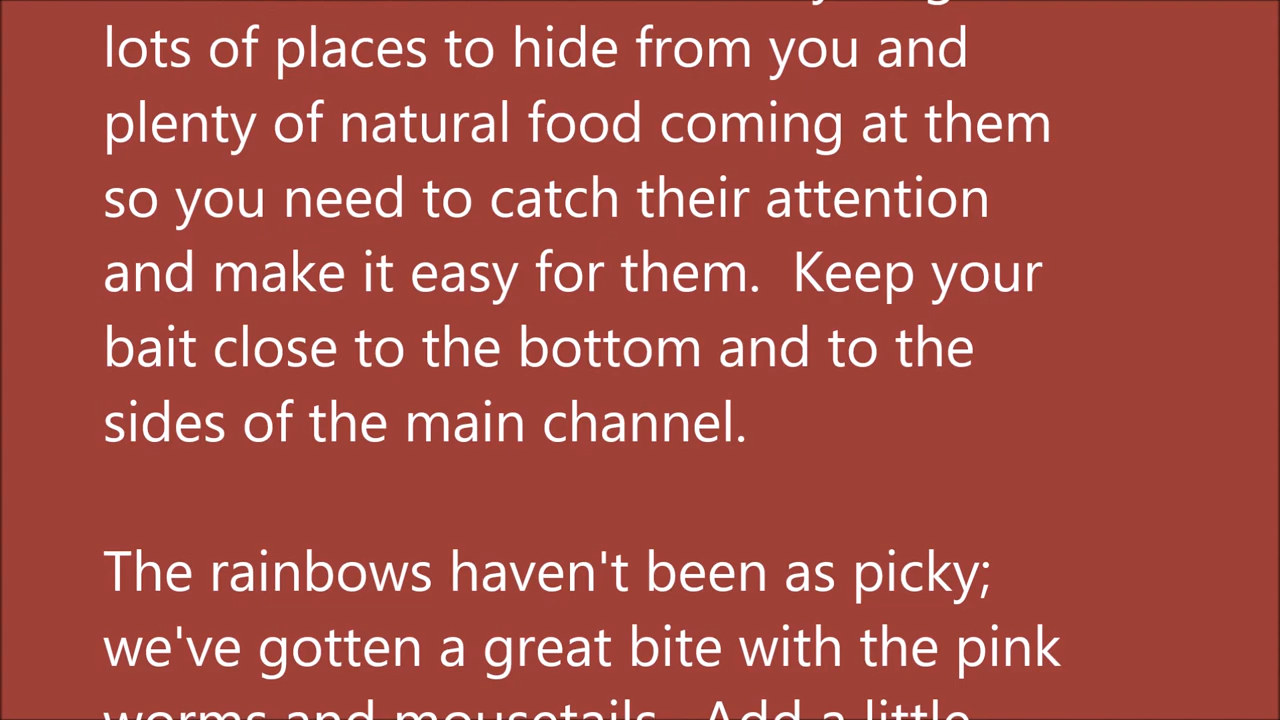 lots of places to hide from you and
plenty of natural food coming at them
so you need to catch their attention
and make it easy for them.  Keep your
bait close to the bottom and to the
sides of the main channel.
The rainbows haven't been as picky;
we've gotten a great bite with the pink
worms and mousetails.  Add a little